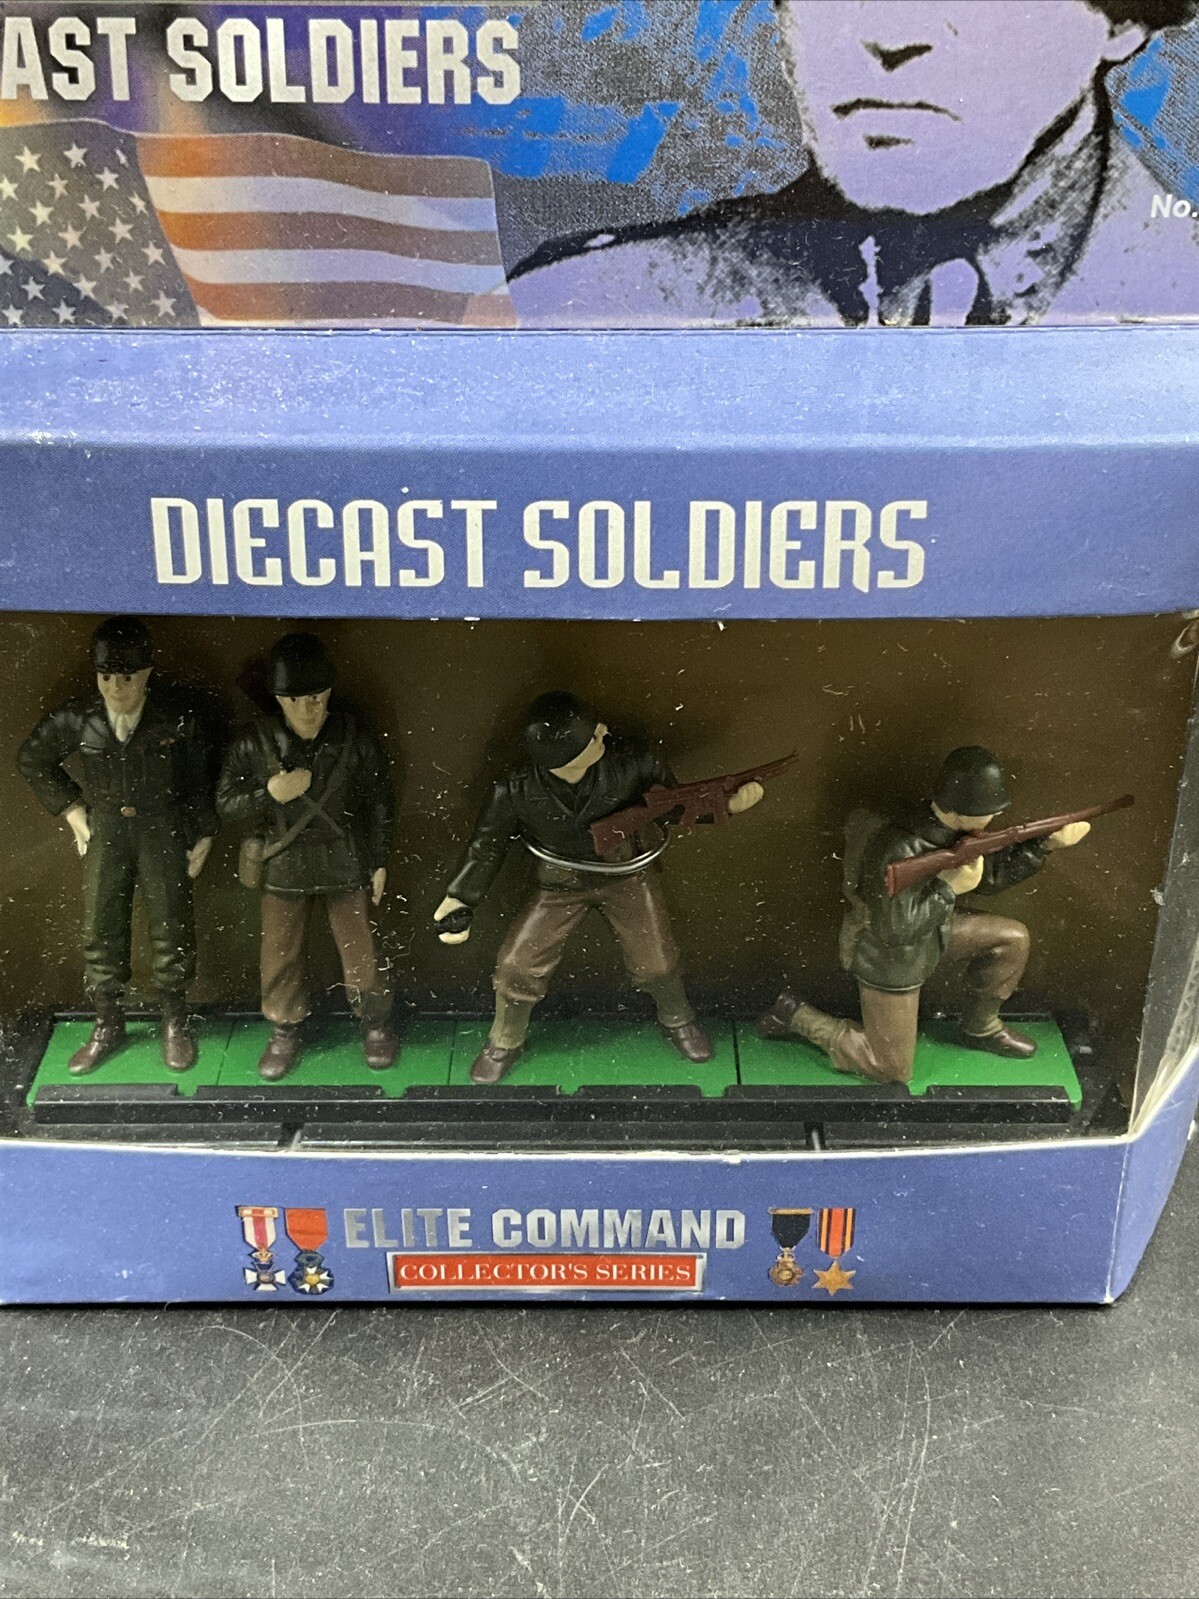 AST SOLDIERS
No.
DIECAST SOLDIERS
ELITE COMMAND
COLLECTOR'S SERIES